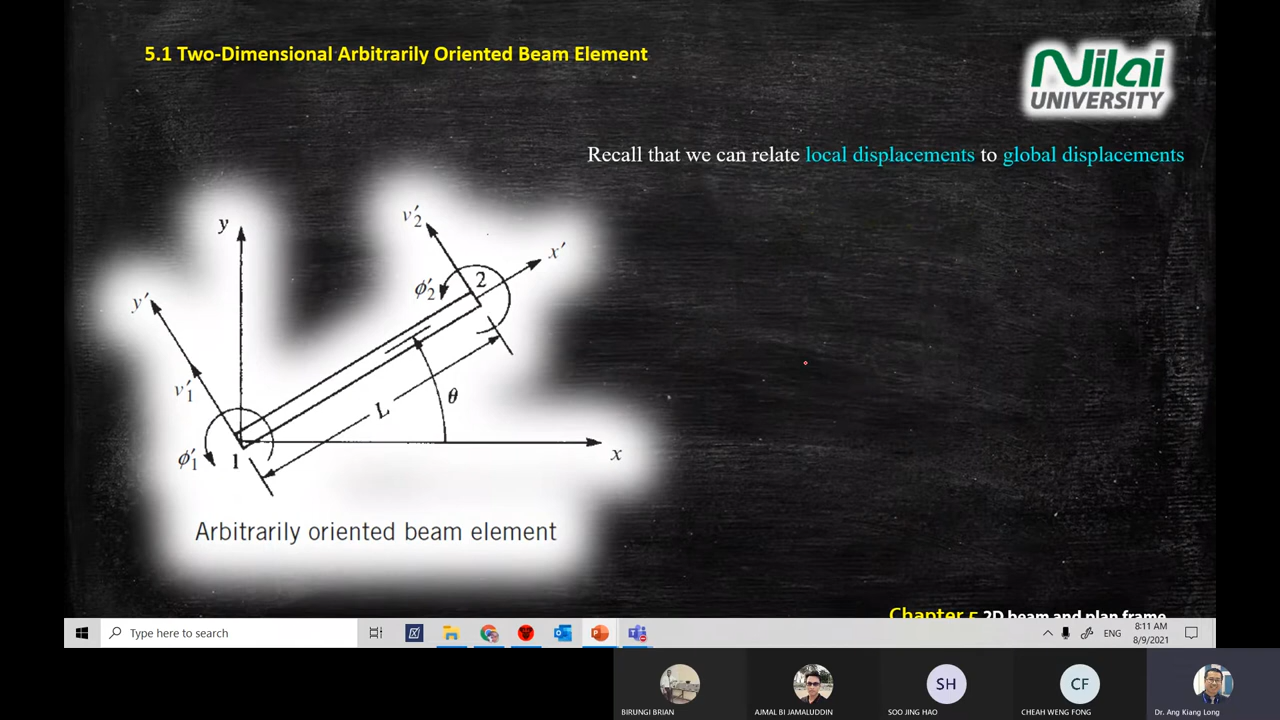 5.1 Two-Dimensional Arbitrarily Oriented Beam Element
Nilai
UNIVERSITY
Recall that we can relate local displacements to global displacements
y
v′2
x′
2
ϕ′2
y′
v′1
θ
L
ϕ′1
1
x
Arbitrarily oriented beam element
Chapter 5 2D beam and plan frame
Type here to search
ENG
8:11 AM
8/9/2021
SH
CF
BIRUNGI BRIAN
AJMAL BI JAMALUDDIN
SOO JING HAO
CHEAH WENG FONG
Dr. Ang Kiang Long